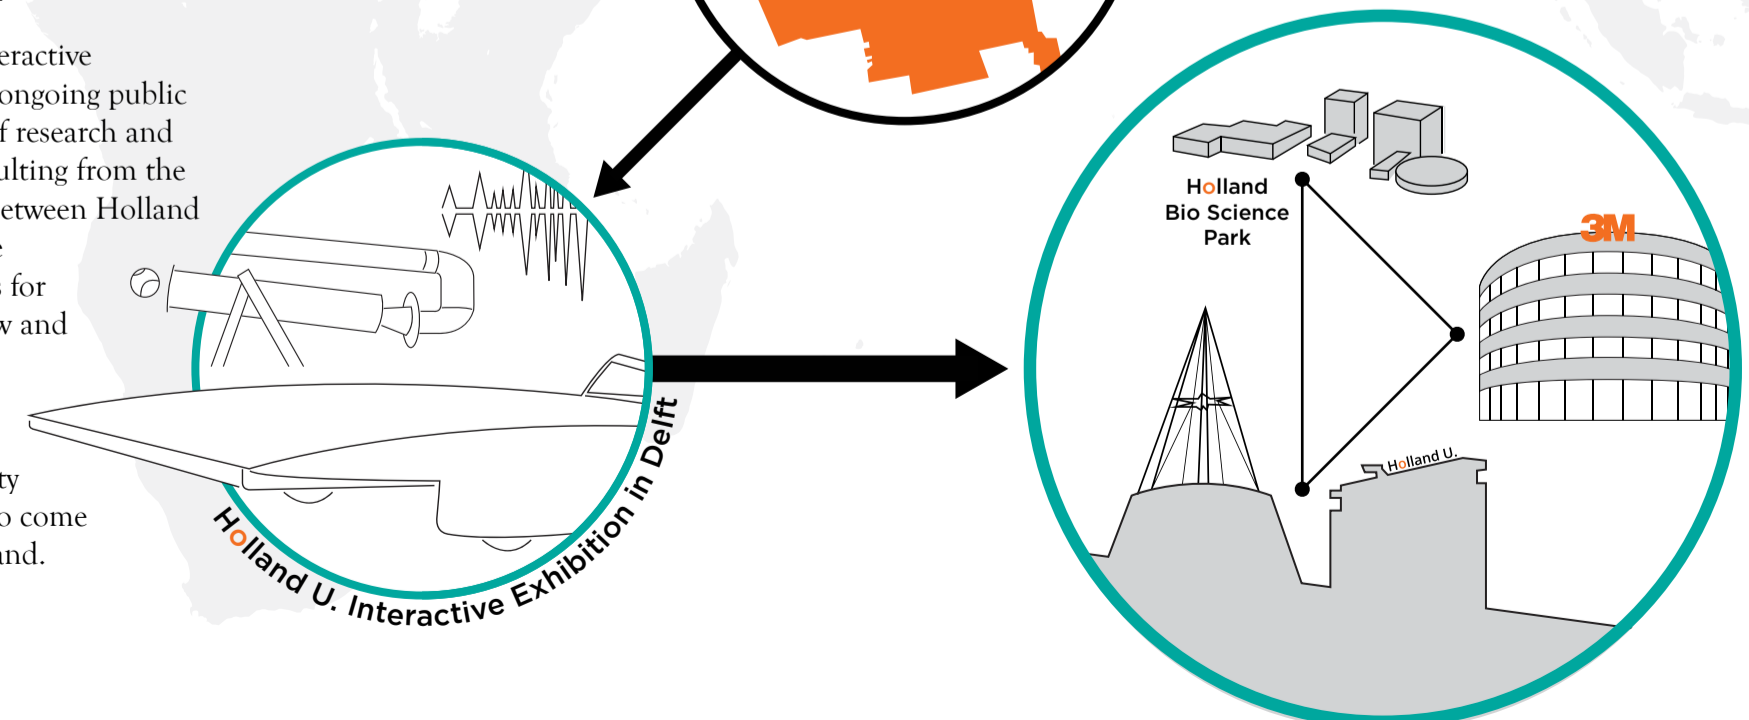 eractive
ongoing public
f research and
ulting from the
etween Holland
s for
w and
ty
o come
and.
Holland U. Interactive Exhibition in Delft
Holland
Bio Science
Park
3M
Holland U.